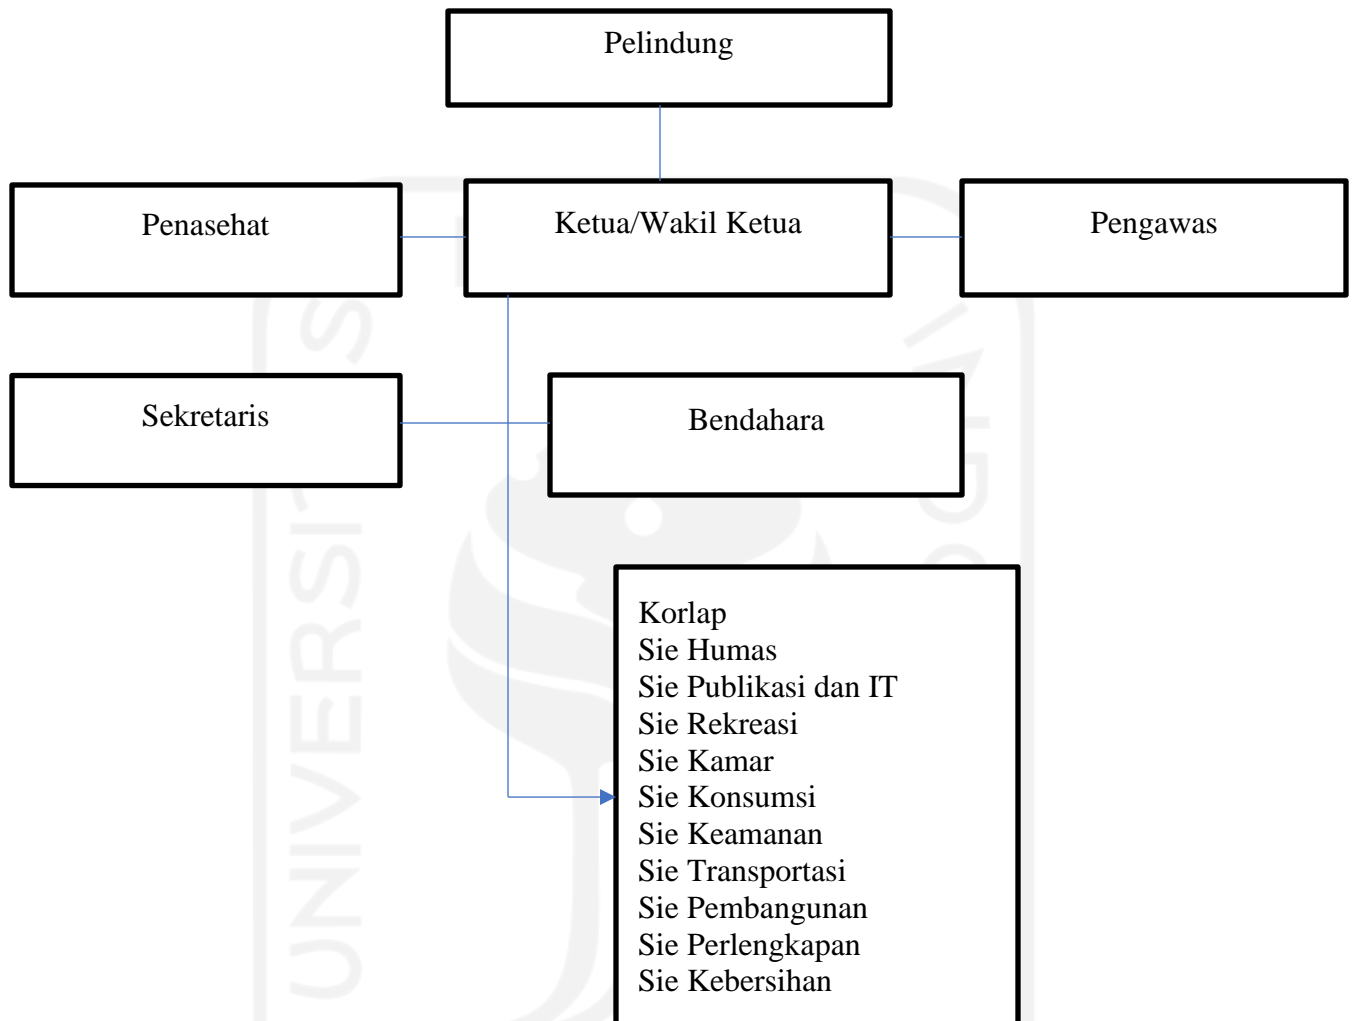 Pelindung
Penasehat
Ketua/Wakil Ketua
Pengawas
Sekretaris
Bendahara
Korlap
Sie Humas
Sie Publikasi dan IT
Sie Rekreasi
Sie Kamar
Sie Konsumsi
Sie Keamanan
Sie Transportasi
Sie Pembangunan
Sie Perlengkapan
Sie Kebersihan